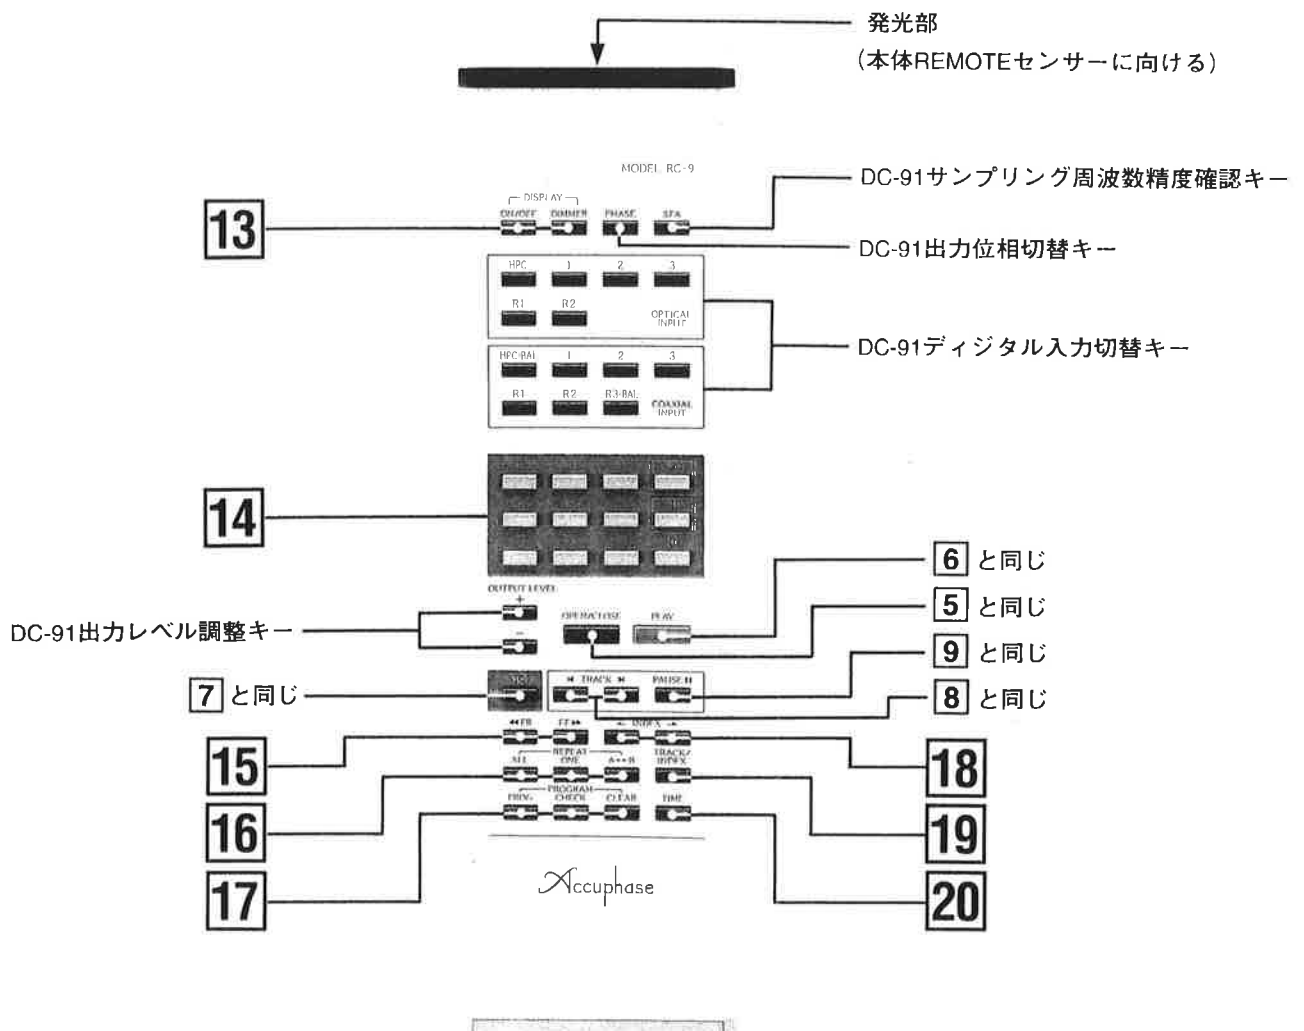 発光部
(本体REMOTEセンサーに向ける)
MODEL RC-9
DC-91サンプリング周波数精度確認キー
DISPLAY
ON/OFF DIMMER PHASE SFA
13
DC-91出力位相切替キー
HPC 1 2 3
R1 R2 OPTICAL
INPUT
DC-91ディジタル入力切替キー
HPC-BAL 1 2 3
R1 R2 R3-BAL COAXIAL
INPUT
14
6 と同じ
OUTPUT LEVEL
+
OPEN/CLOSE PLAY
5 と同じ
DC-91出力レベル調整キー
−
9 と同じ
7 と同じ
TRACK PAUSE
8 と同じ
◀◀FB FF▶▶ INDEX
15
18
REPEAT TRACK/
ALL ONE A↔B INDEX
16
19
PROGRAM
CHECK CLEAR TIME
17
20
Accuphase